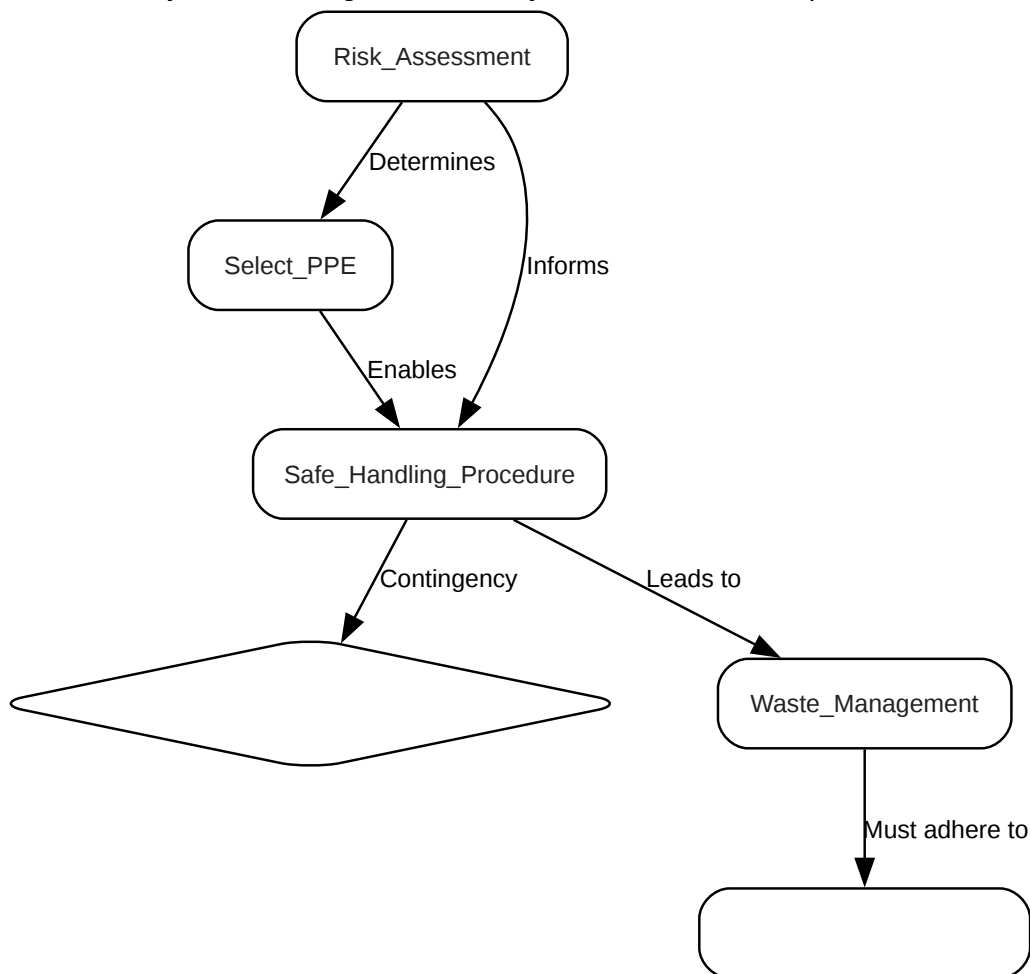 Risk_Assessment
Determines
Select_PPE
Informs
Enables
Safe_Handling_Procedure
Contingency
Leads to
Waste_Management
Must adhere to